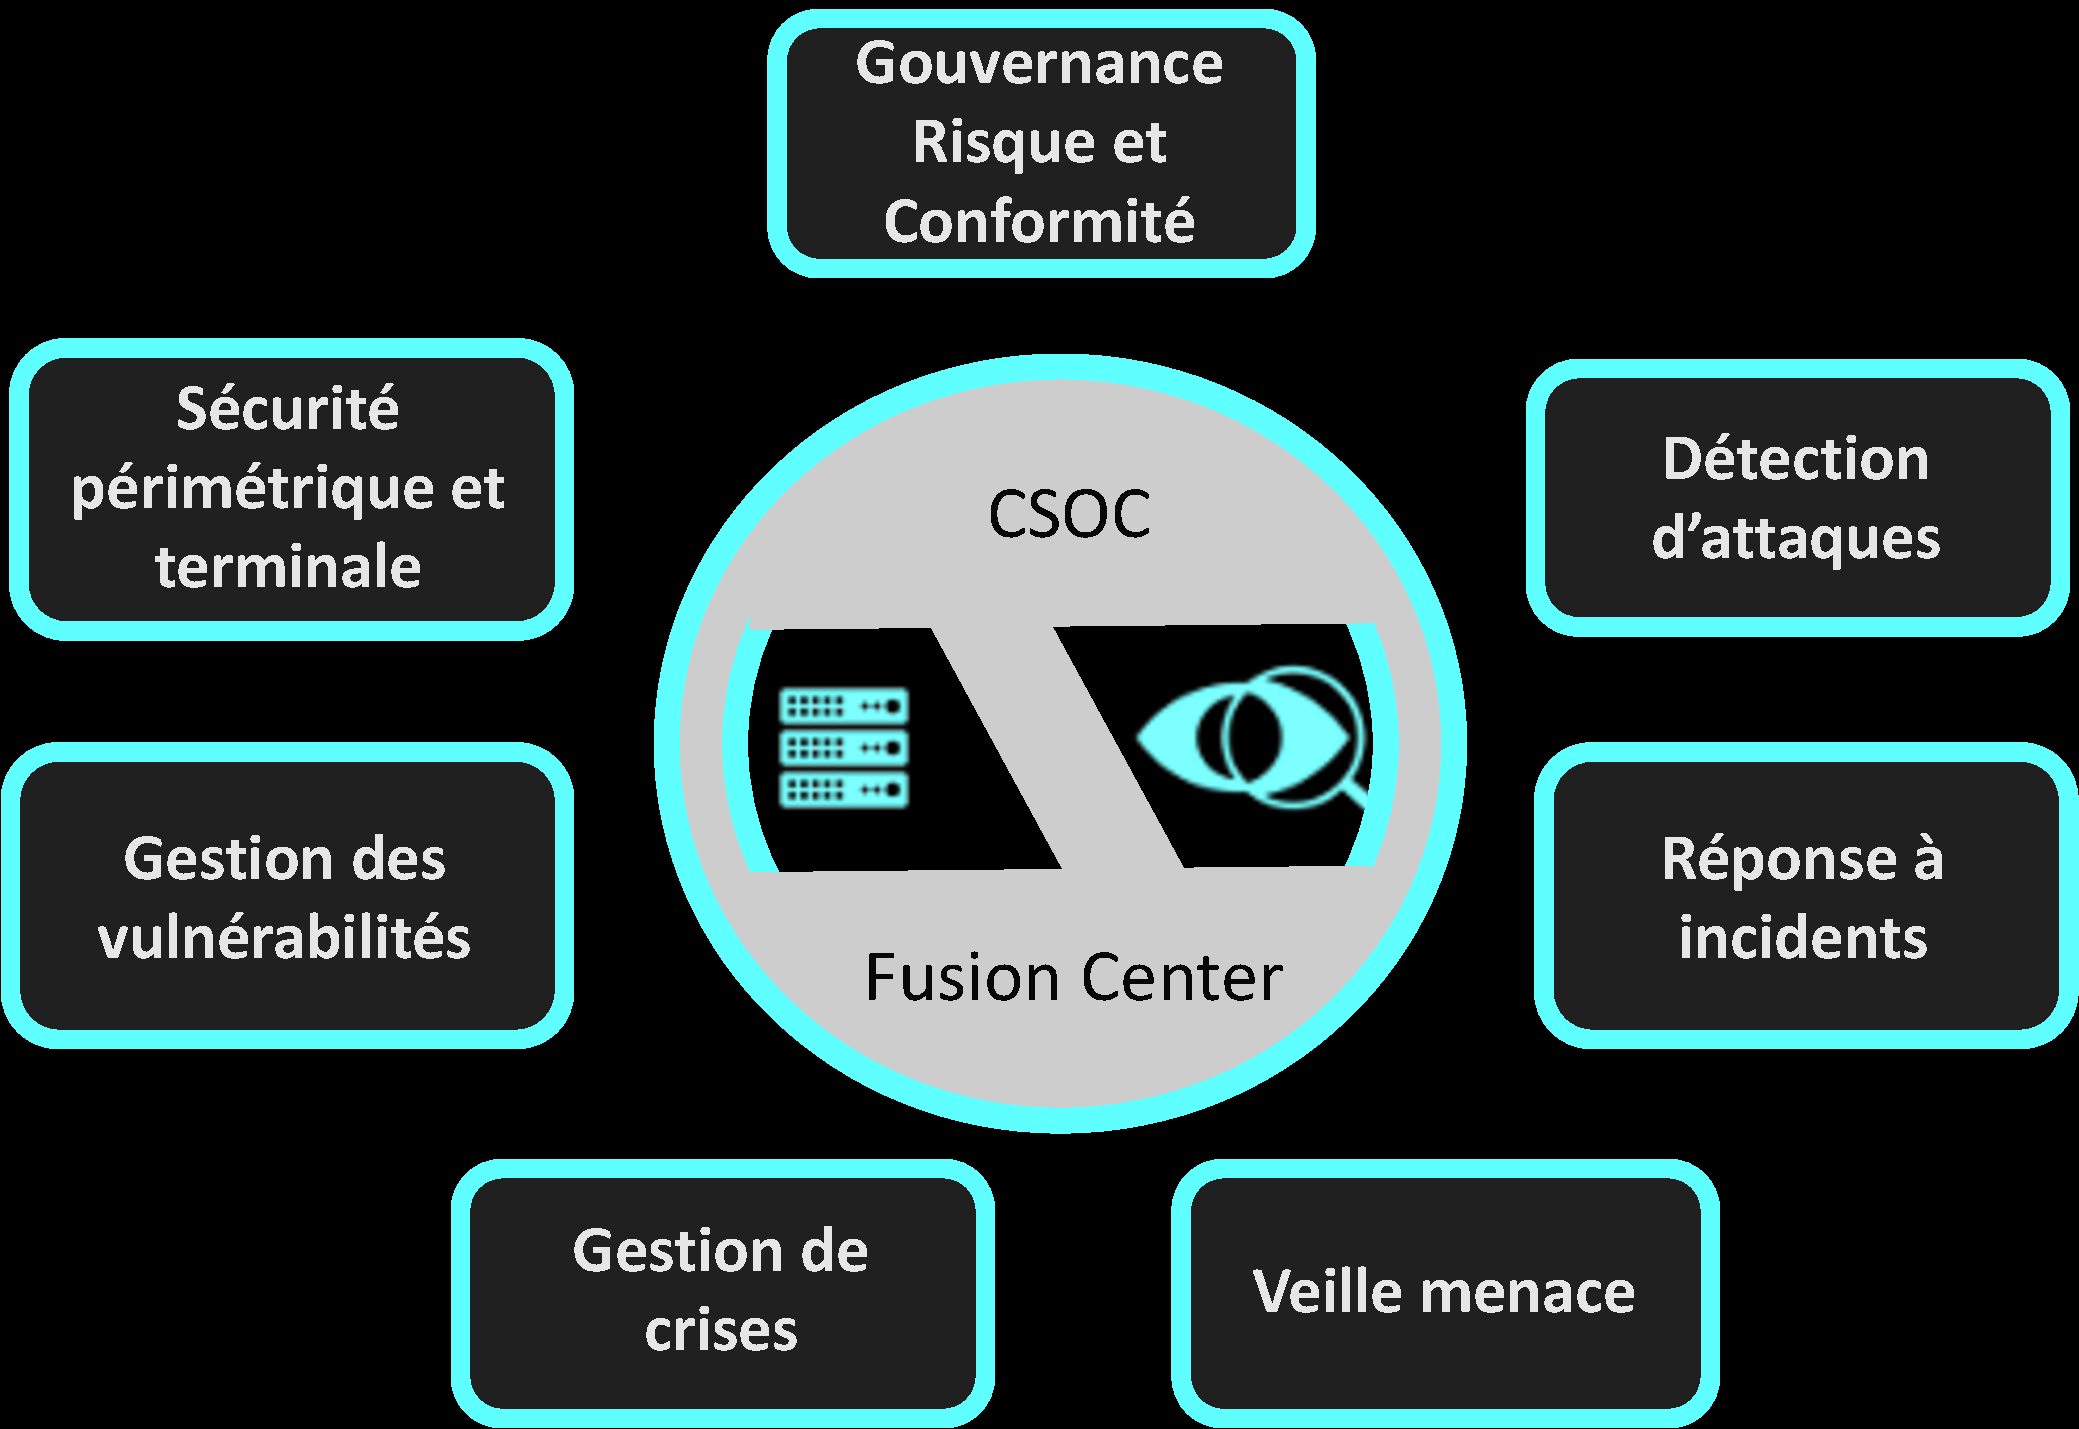 Gouvernance
Risque et
Conformité
Sécurité
périmétrique et
terminale
Détection
d’attaques
CSOC
Gestion des
vulnérabilités
Réponse à
incidents
Fusion Center
Gestion de
crises
Veille menace